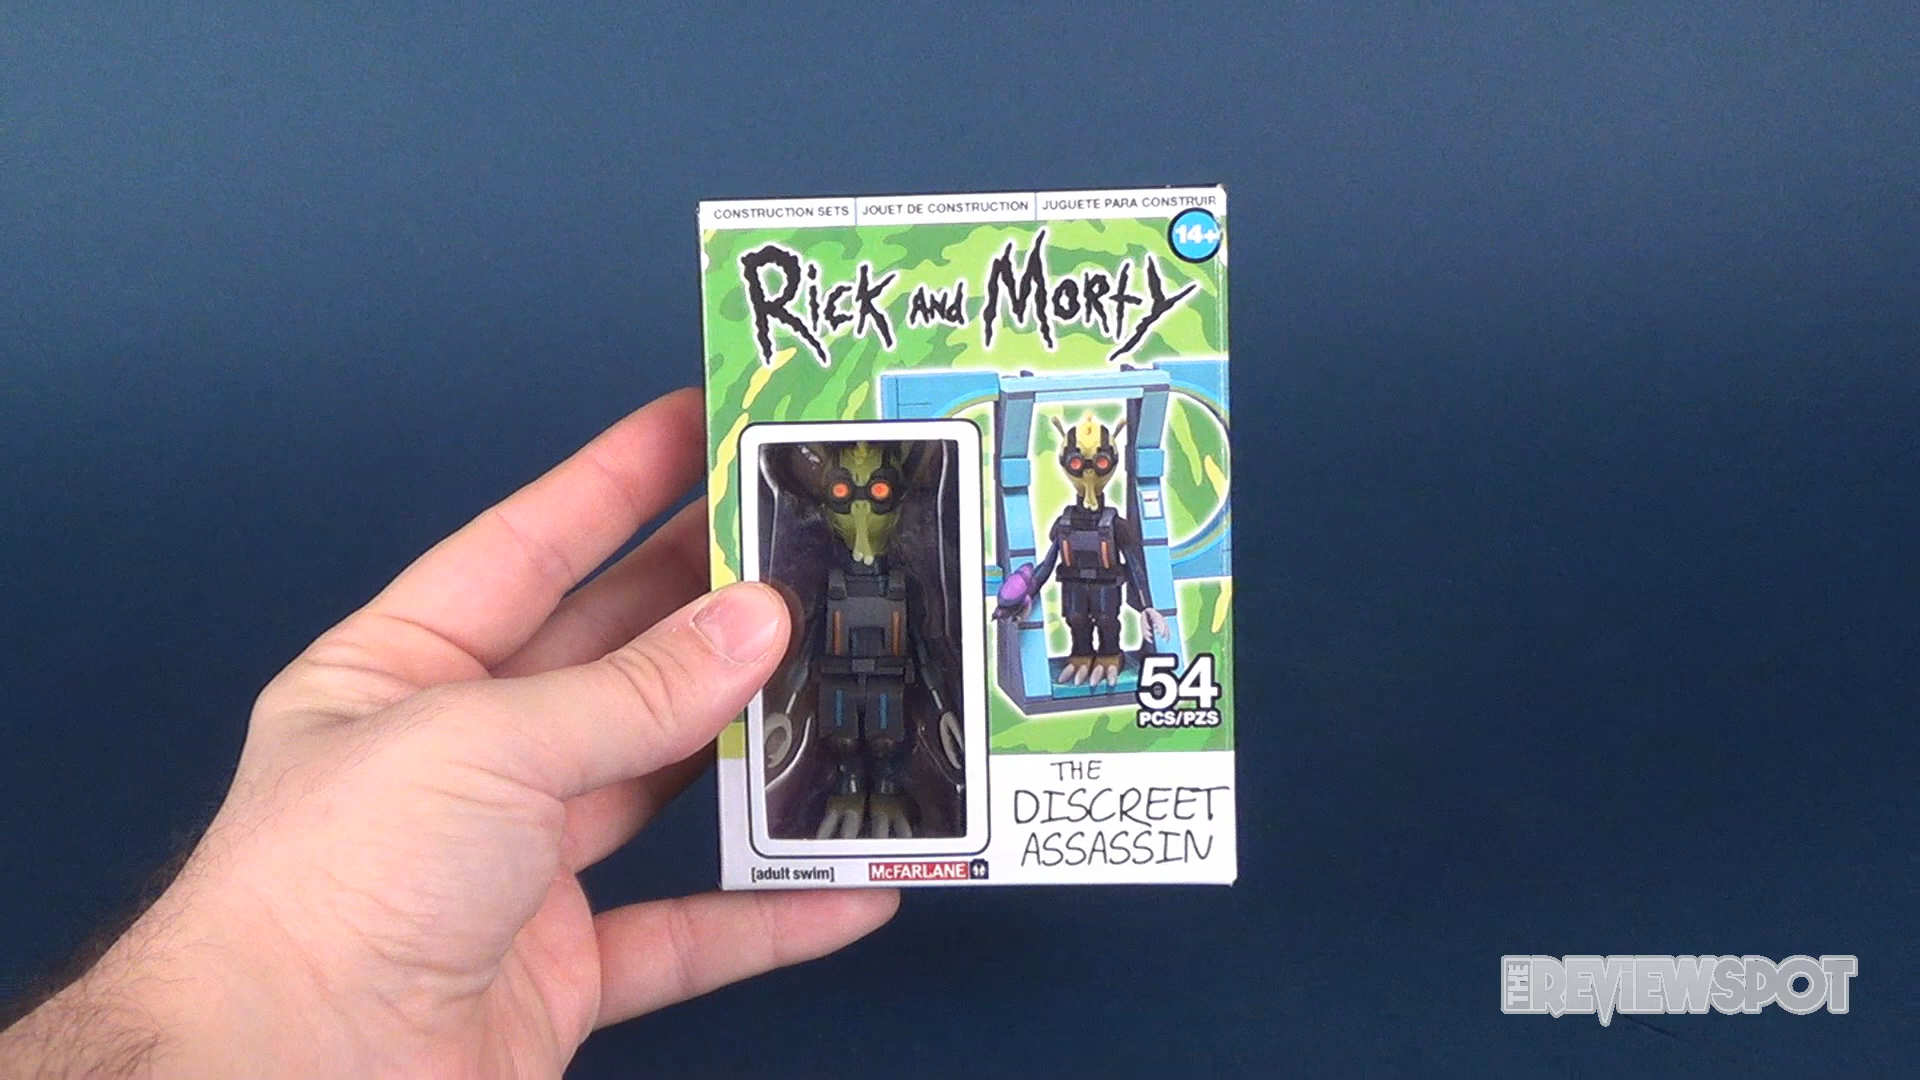 CONSTRUCTION SETS JOUET DE CONSTRUCTION JUGUETE PARA CONSTRUIR
14+
RICK AND MORTY
54
PCS/PZS
THE
DISCREET
ASSASSIN
[adult swim]
McFARLANE
THE REVIEWSPOT